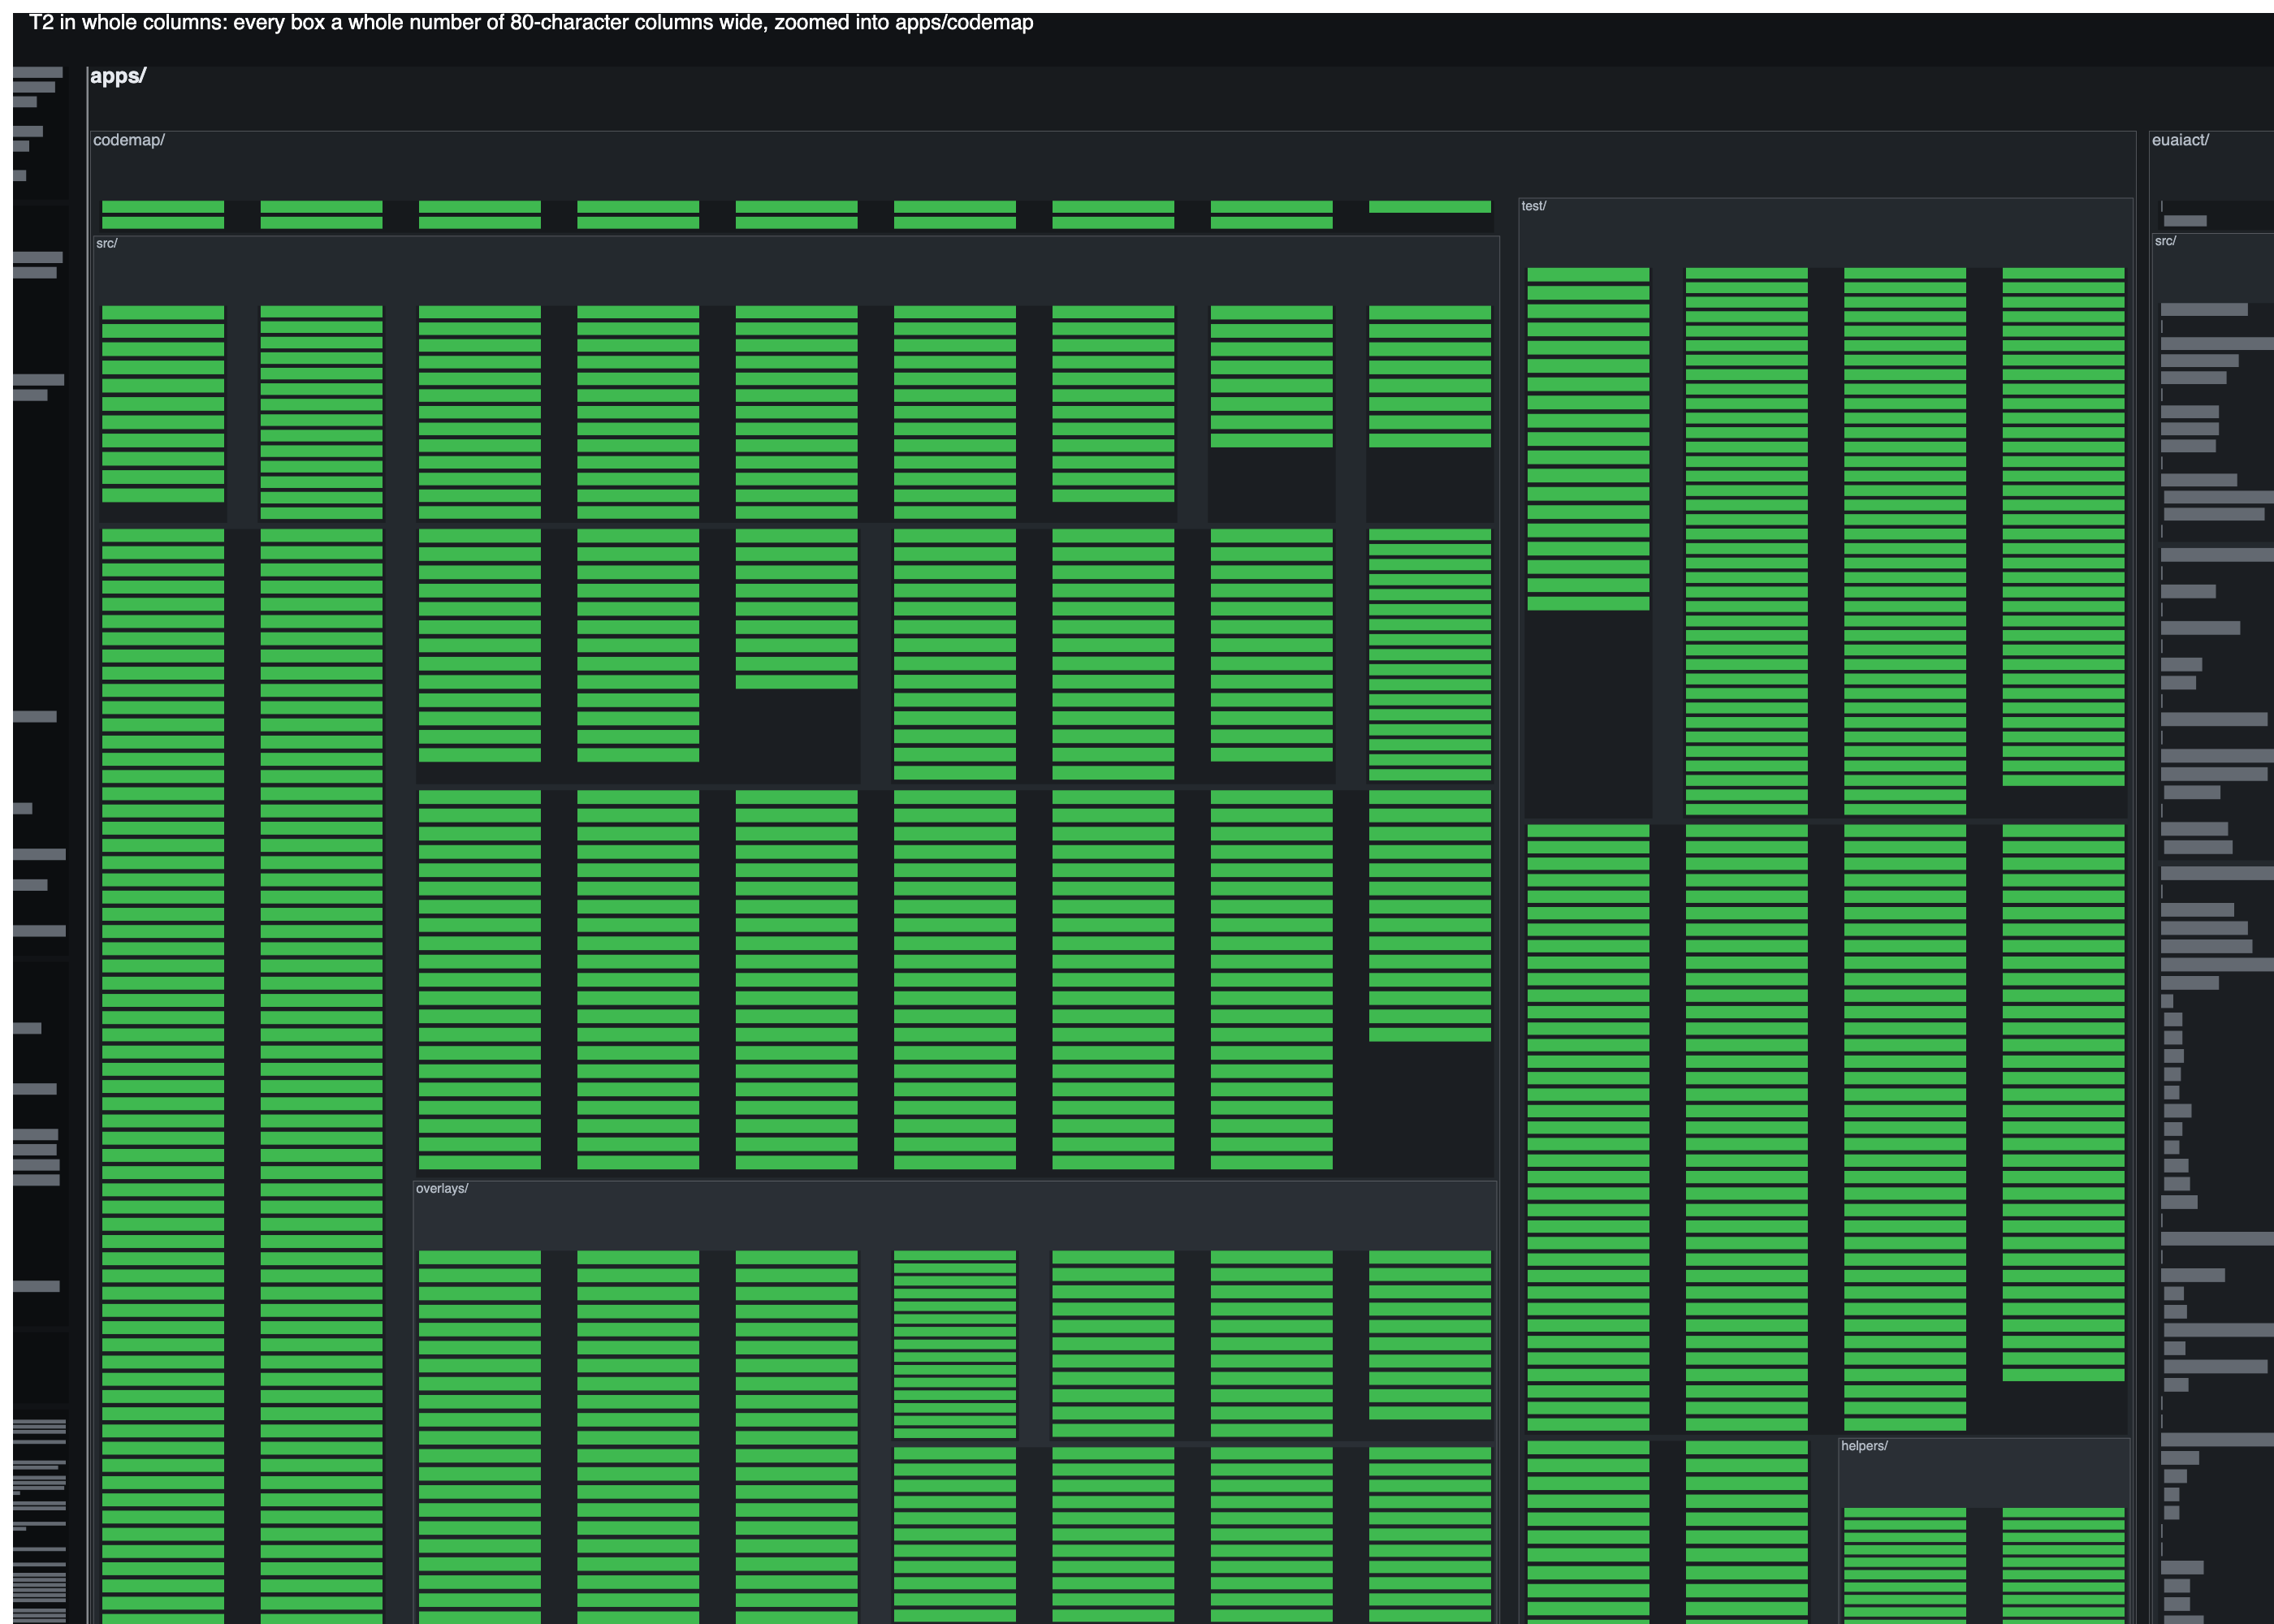 T2 in whole columns: every box a whole number of 80-character columns wide, zoomed into apps/codemap
apps/
codemap/
euaiact/
test/
src/
src/
overlays/
helpers/